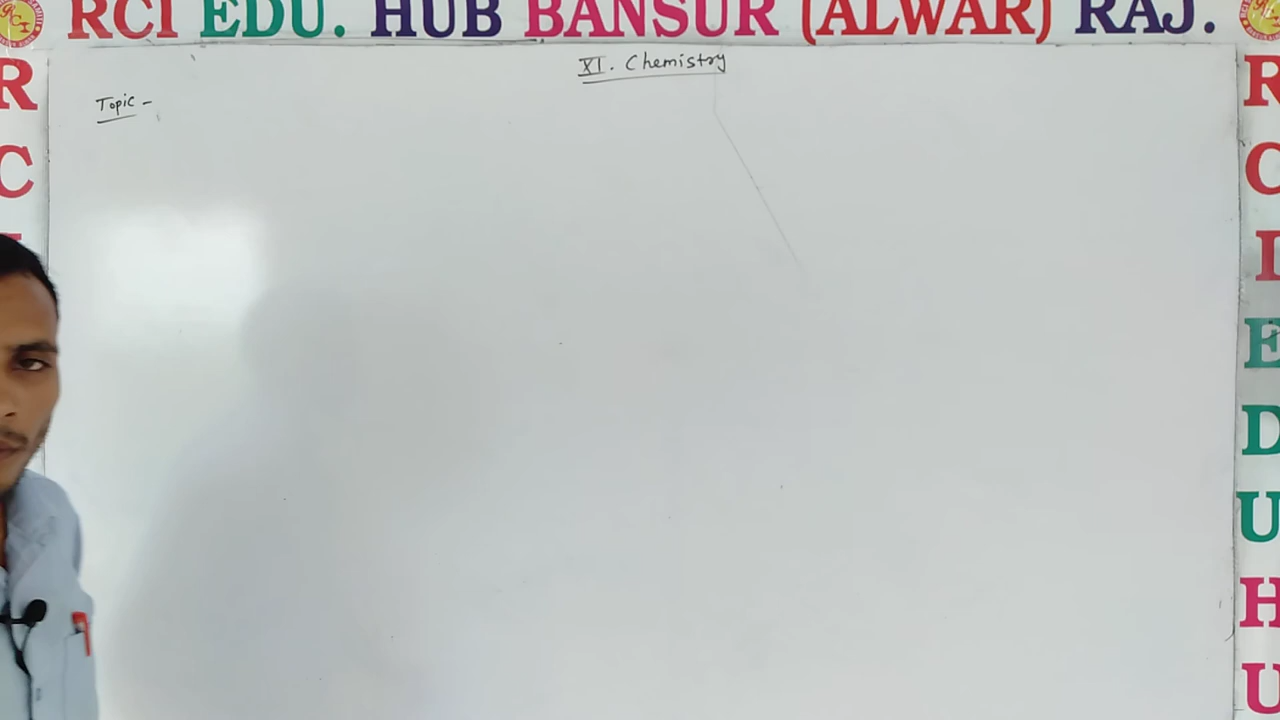 RCI EDU. HUB BANSUR (ALWAR) RAJ.
XI. Chemistry
Topic -
R
C
I
R
C
I
E
D
U
H
U